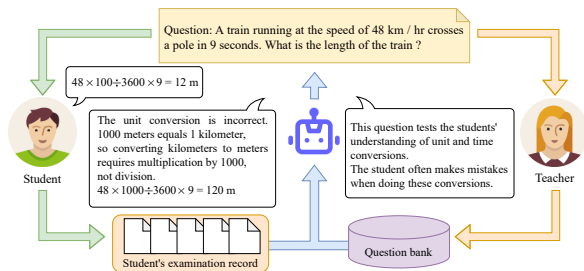 Question: A train running at the speed of 48 km / hr crosses
a pole in 9 seconds. What is the length of the train ?
48 × 100÷3600 × 9 = 12 m
The unit conversion is incorrect.
1000 meters equals 1 kilometer,
so converting kilometers to meters
requires multiplication by 1000,
not division.
48 ×1000÷3600 × 9 = 120 m
This question tests the students'
understanding of unit and time
conversions.
The student often makes mistakes
when doing these conversions.
Student
Teacher
Student's examination record
Question bank